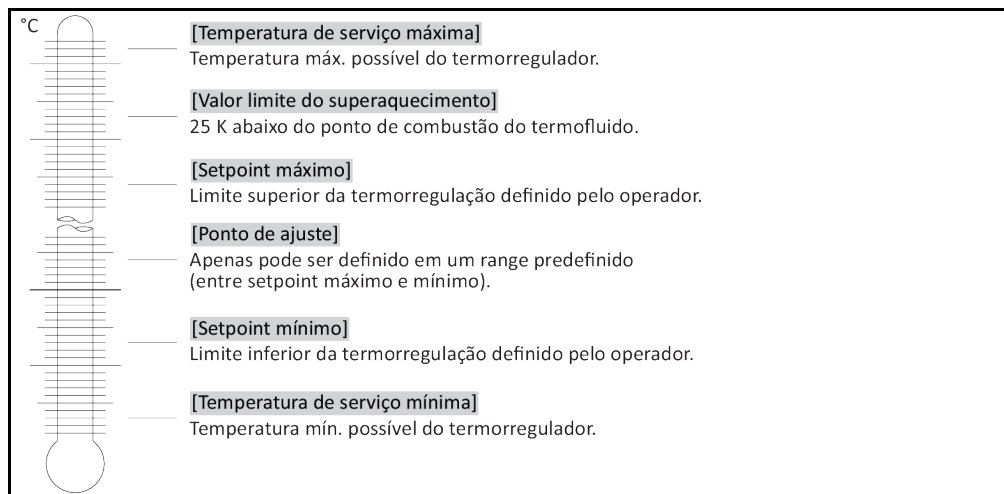 °C
[Temperatura de serviço máxima]
Temperatura máx. possível do termorregulador.
[Valor limite do superaquecimento]
25 K abaixo do ponto de combustão do termofluido.
[Setpoint máximo]
Limite superior da termorregulação definido pelo operador.
[Ponto de ajuste]
Apenas pode ser definido em um range predefinido
(entre setpoint máximo e mínimo).
[Setpoint mínimo]
Limite inferior da termorregulação definido pelo operador.
[Temperatura de serviço mínima]
Temperatura mín. possível do termorregulador.